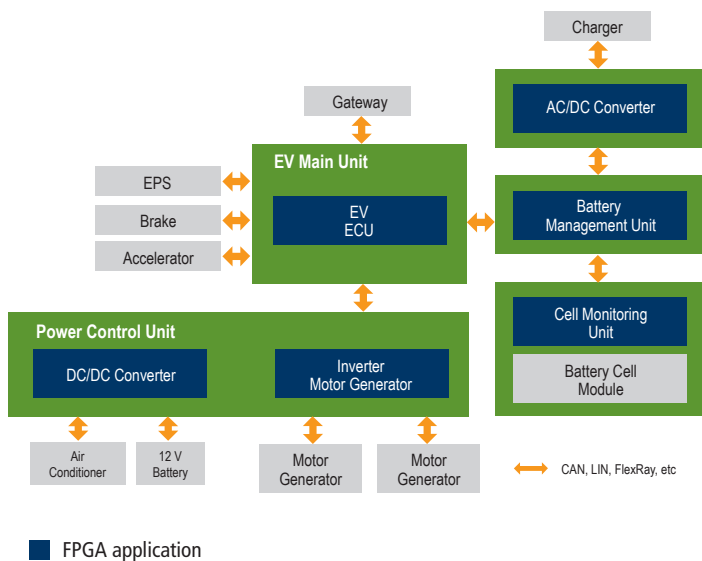 Charger
AC/DC Converter
Gateway
EV Main Unit
EPS
Brake
Accelerator
EV
ECU
Battery
Management Unit
Cell Monitoring
Unit
Battery Cell
Module
Power Control Unit
DC/DC Converter
Inverter
Motor Generator
Air
Conditioner
12 V
Battery
Motor
Generator
Motor
Generator
CAN, LIN, FlexRay, etc
FPGA application